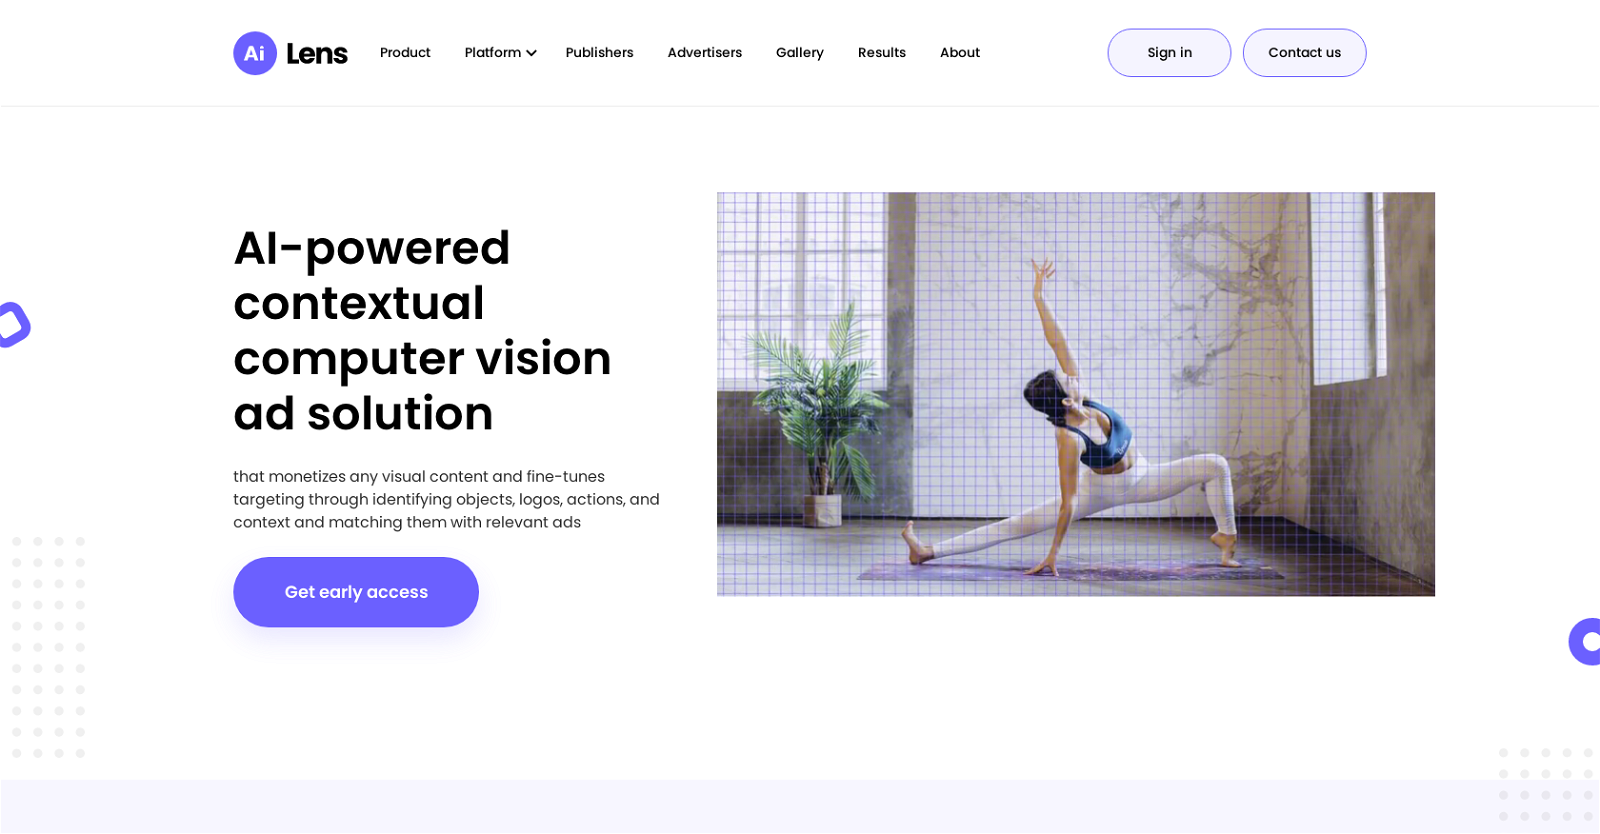 Ai Lens
Product
Platform
Publishers
Advertisers
Gallery
Results
About
Sign in
Contact us
AI-powered
contextual
computer vision
ad solution
that monetizes any visual content and fine-tunes
targeting through identifying objects, logos, actions, and
context and matching them with relevant ads
Get early access